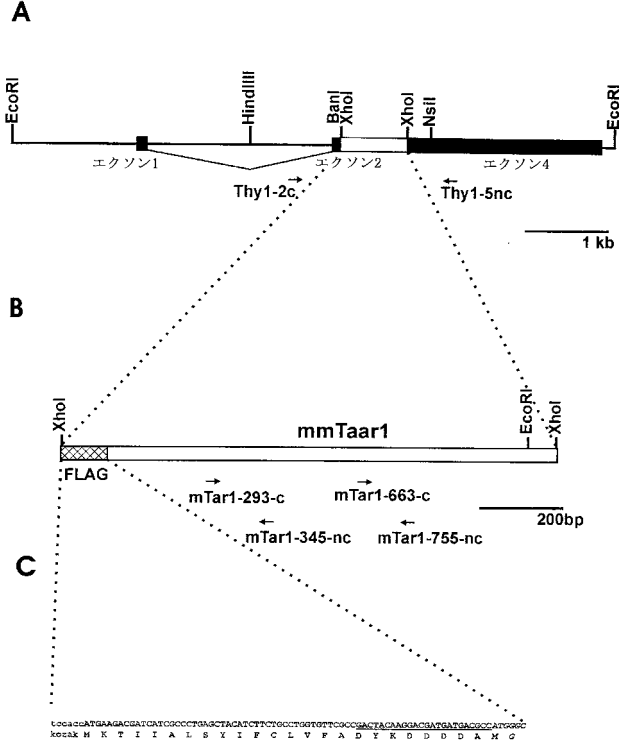 A
EcoRI
HindIIII
BanI
XhoI
XhoI
NsiI
EcoRI
エクソン1
エクソン2
エクソン4
Thy1-2c
Thy1-5nc
1 kb
B
XhoI
mmTaar1
EcoRI
XhoI
FLAG
mTar1-293-c
mTar1-663-c
200bp
mTar1-345-nc
mTar1-755-nc
C
tccaccATGAAGACGATCATCGCCCTGAGCTACATCTTCTGCCTGGTGTTCGCCGACTACAAGGACGATGATGACGCCATGGGC
kozak M K T I I A L S Y I F C L V F A D Y K D D D D A M G